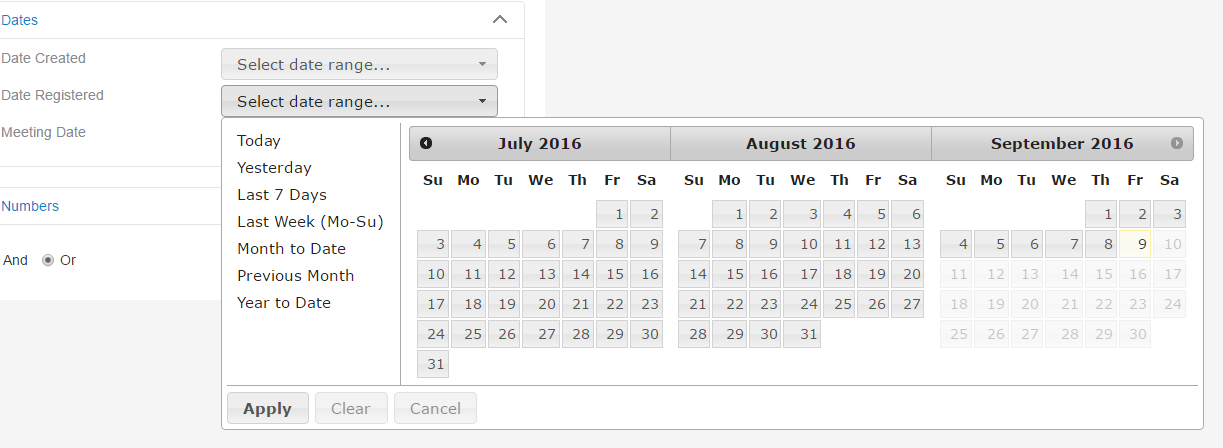 Dates
Date Created
Select date range...
Date Registered
Select date range...
Meeting Date
Numbers
And Or
Today
Yesterday
Last 7 Days
Last Week (Mo-Su)
Month to Date
Previous Month
Year to Date
July 2016
Su Mo Tu We Th Fr Sa
1 2
3 4 5 6 7 8 9
10 11 12 13 14 15 16
17 18 19 20 21 22 23
24 25 26 27 28 29 30
31
August 2016
Su Mo Tu We Th Fr Sa
1 2 3 4 5 6
7 8 9 10 11 12 13
14 15 16 17 18 19 20
21 22 23 24 25 26 27
28 29 30 31
September 2016
Su Mo Tu We Th Fr Sa
1 2 3
4 5 6 7 8 9 10
11 12 13 14 15 16 17
18 19 20 21 22 23 24
25 26 27 28 29 30
Apply Clear Cancel